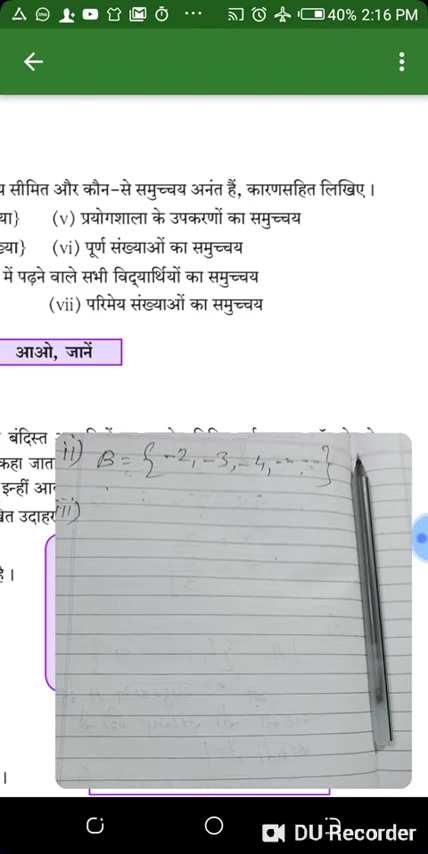 40% 2:16 PM
सीमित और कौन-से समुच्चय अनंत हैं, कारणसहित लिखिए।
या} (v) प्रयोगशाला के उपकरणों का समुच्चय
ख्या} (vi) पूर्ण संख्याओं का समुच्चय
में पढ़ने वाले सभी विद्यार्थियों का समुच्चय
(vii) परिमेय संख्याओं का समुच्चय
आओ, जानें
बंदिस्त
कहा जात
इन्हीं
उदाहर
है।
ii) B = { -2, -3, -4, ---- }
iii)
DU Recorder